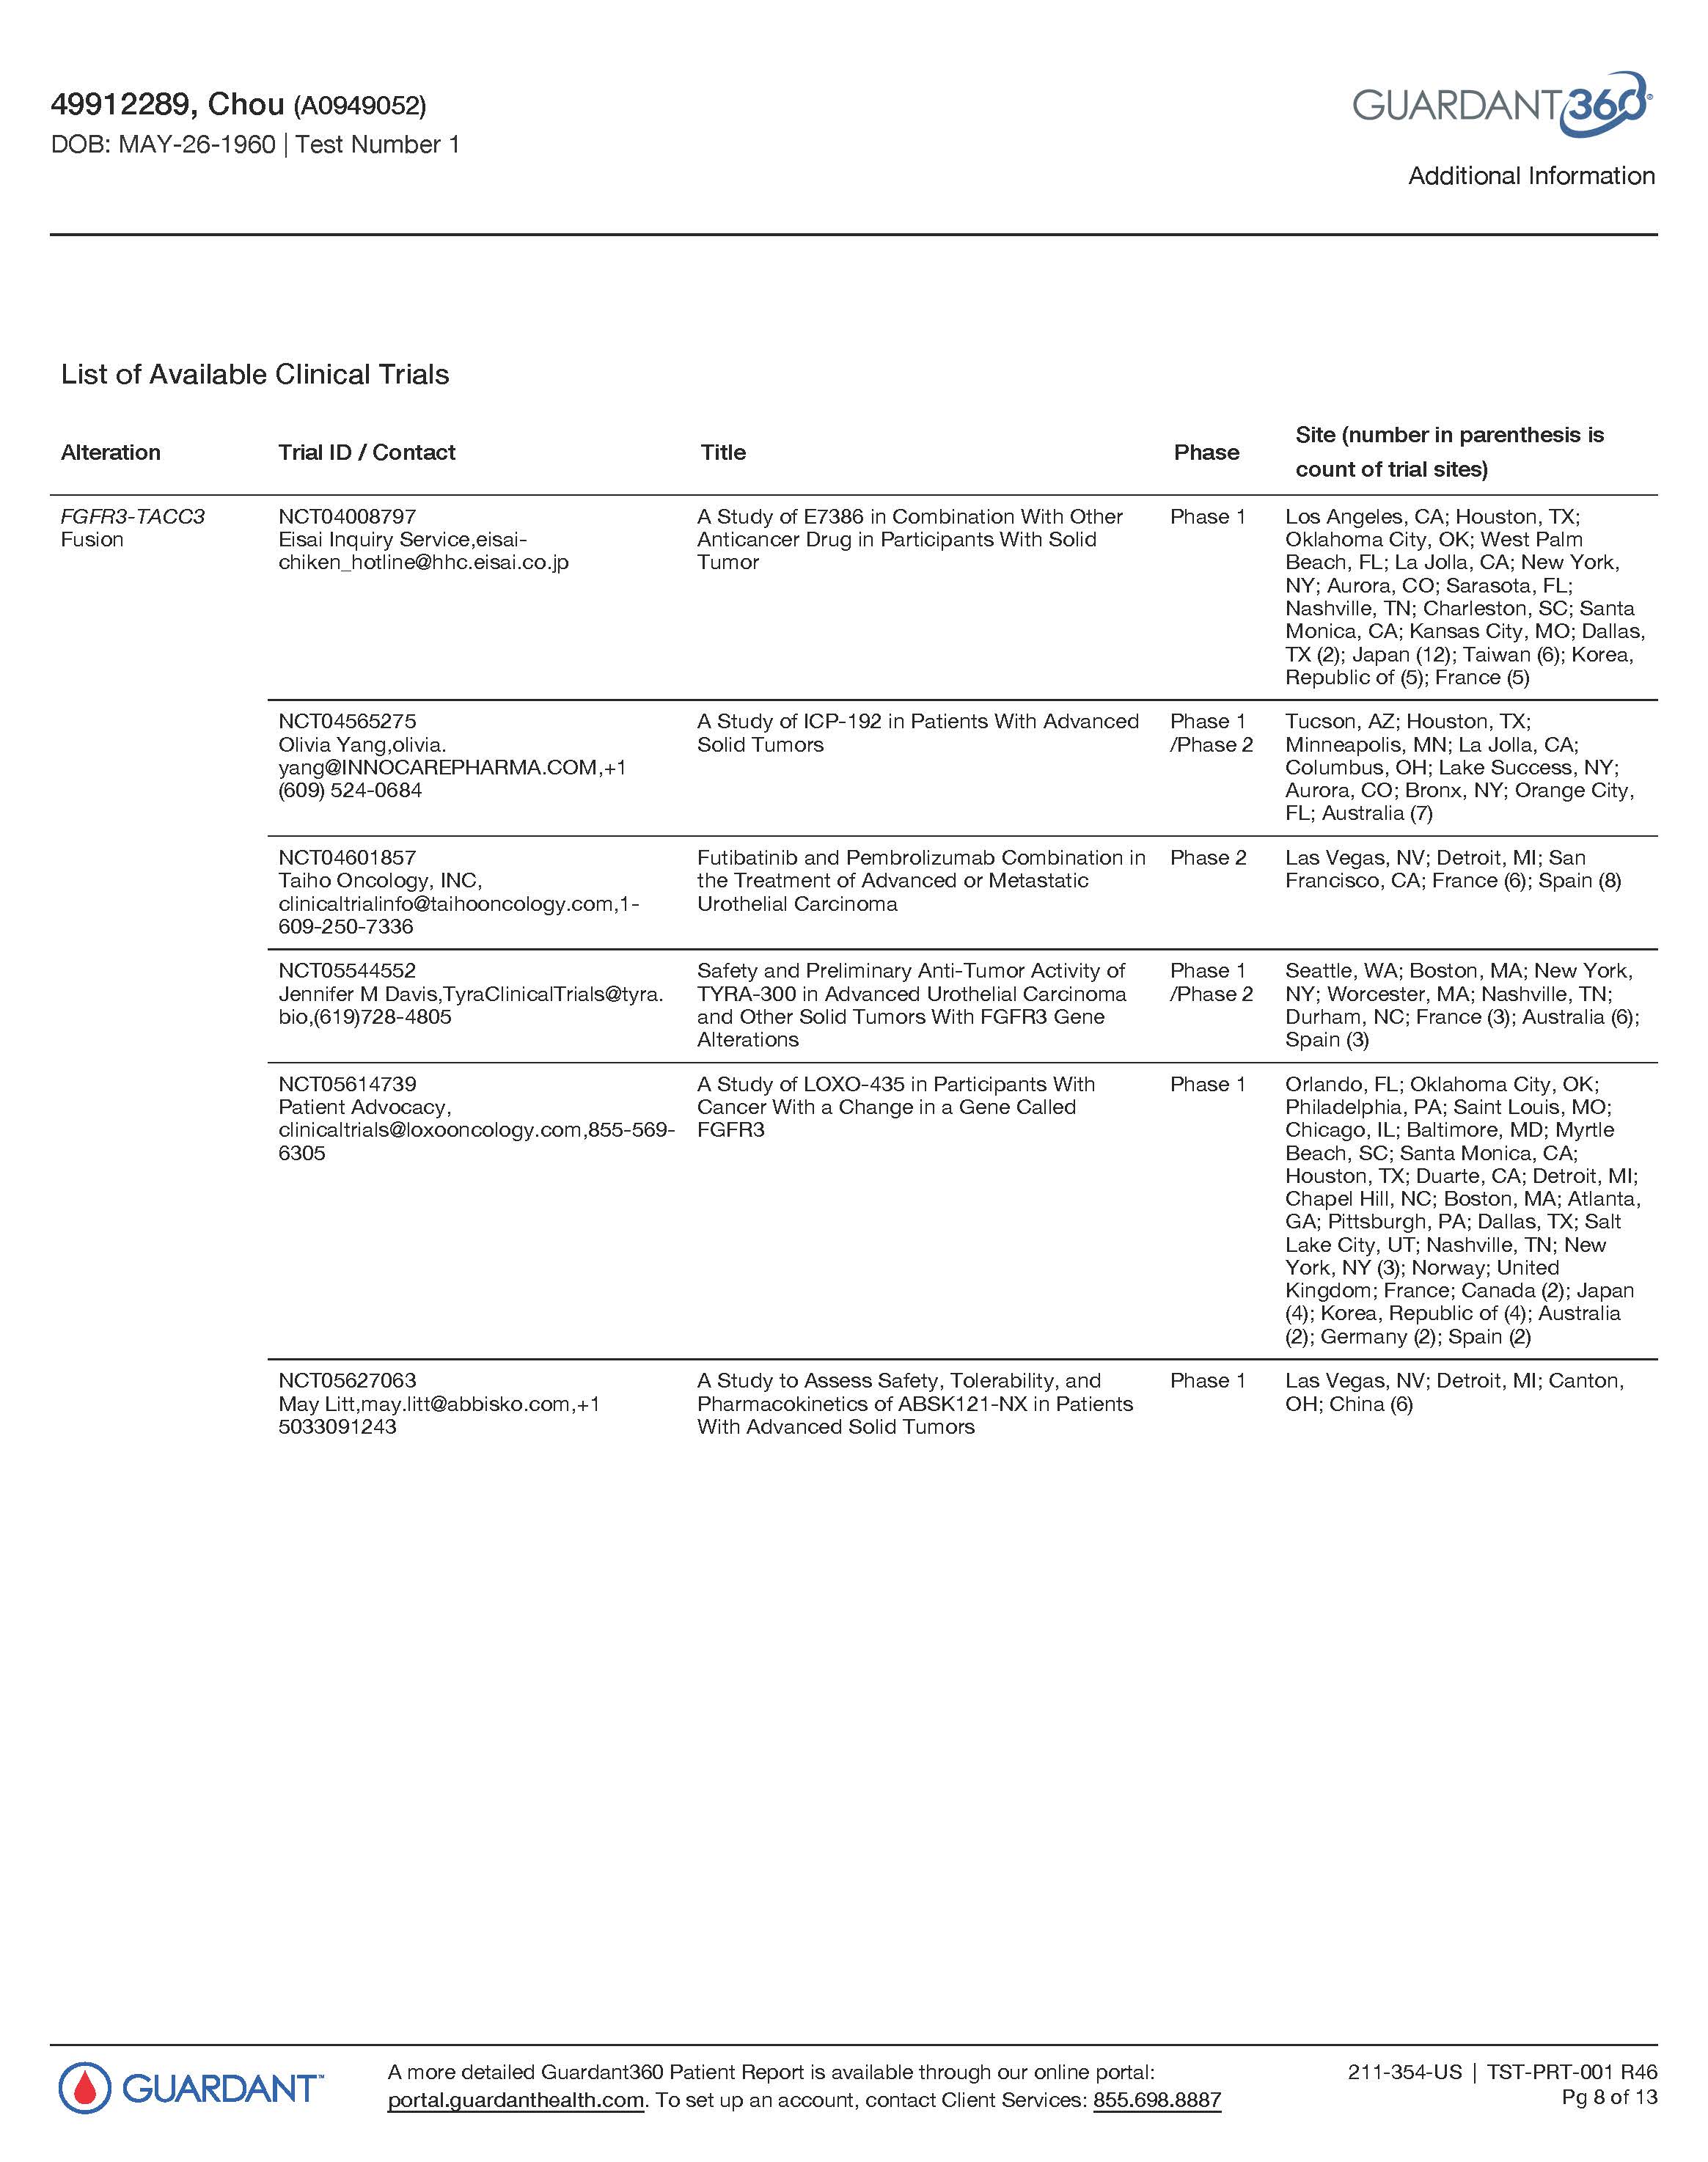 49912289, Chou (A0949052)
DOB: MAY-26-1960 | Test Number 1
GUARDANT360®
Additional Information
List of Available Clinical Trials
Alteration
Trial ID / Contact
Title
Phase
Site (number in parenthesis is
count of trial sites)
FGFR3-TACC3
Fusion
NCT04008797
Eisai Inquiry Service,eisai-
chiken_hotline@hhc.eisai.co.jp
A Study of E7386 in Combination With Other
Anticancer Drug in Participants With Solid
Tumor
Phase 1
Los Angeles, CA; Houston, TX;
Oklahoma City, OK; West Palm
Beach, FL; La Jolla, CA; New York,
NY; Aurora, CO; Sarasota, FL;
Nashville, TN; Charleston, SC; Santa
Monica, CA; Kansas City, MO; Dallas,
TX (2); Japan (12); Taiwan (6); Korea,
Republic of (5); France (5)
NCT04565275
Olivia Yang,olivia.
yang@INNOCAREPHARMA.COM,+1
(609) 524-0684
A Study of ICP-192 in Patients With Advanced
Solid Tumors
Phase 1
/Phase 2
Tucson, AZ; Houston, TX;
Minneapolis, MN; La Jolla, CA;
Columbus, OH; Lake Success, NY;
Aurora, CO; Bronx, NY; Orange City,
FL; Australia (7)
NCT04601857
Taiho Oncology, INC,
clinicaltrialinfo@taihooncology.com,1-
609-250-7336
Futibatinib and Pembrolizumab Combination in
the Treatment of Advanced or Metastatic
Urothelial Carcinoma
Phase 2
Las Vegas, NV; Detroit, MI; San
Francisco, CA; France (6); Spain (8)
NCT05544552
Jennifer M Davis,TyraClinicalTrials@tyra.
bio,(619)728-4805
Safety and Preliminary Anti-Tumor Activity of
TYRA-300 in Advanced Urothelial Carcinoma
and Other Solid Tumors With FGFR3 Gene
Alterations
Phase 1
/Phase 2
Seattle, WA; Boston, MA; New York,
NY; Worcester, MA; Nashville, TN;
Durham, NC; France (3); Australia (6);
Spain (3)
NCT05614739
Patient Advocacy,
clinicaltrials@loxooncology.com,855-569-
6305
A Study of LOXO-435 in Participants With
Cancer With a Change in a Gene Called
FGFR3
Phase 1
Orlando, FL; Oklahoma City, OK;
Philadelphia, PA; Saint Louis, MO;
Chicago, IL; Baltimore, MD; Myrtle
Beach, SC; Santa Monica, CA;
Houston, TX; Duarte, CA; Detroit, MI;
Chapel Hill, NC; Boston, MA; Atlanta,
GA; Pittsburgh, PA; Dallas, TX; Salt
Lake City, UT; Nashville, TN; New
York, NY (3); Norway; United
Kingdom; France; Canada (2); Japan
(4); Korea, Republic of (4); Australia
(2); Germany (2); Spain (2)
NCT05627063
May Litt,may.litt@abbisko.com,+1
5033091243
A Study to Assess Safety, Tolerability, and
Pharmacokinetics of ABSK121-NX in Patients
With Advanced Solid Tumors
Phase 1
Las Vegas, NV; Detroit, MI; Canton,
OH; China (6)
GUARDANT™
A more detailed Guardant360 Patient Report is available through our online portal:
portal.guardanthealth.com. To set up an account, contact Client Services: 855.698.8887
211-354-US | TST-PRT-001 R46
Pg 8 of 13